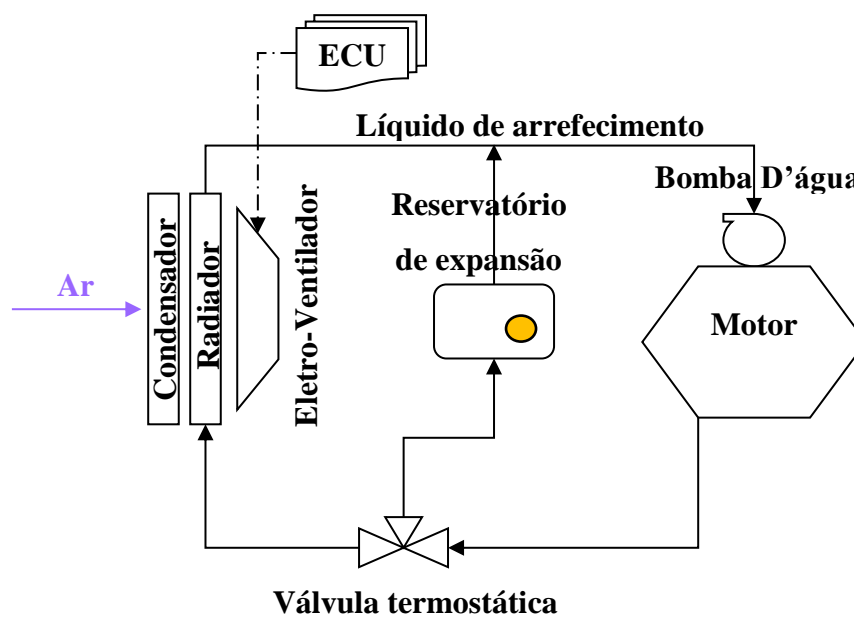 ECU
Líquido de arrefecimento
Bomba D’água
Reservatório
de expansão
Ar
Condensador
Radiador
Eletro-Ventilador
Motor
Válvula termostática